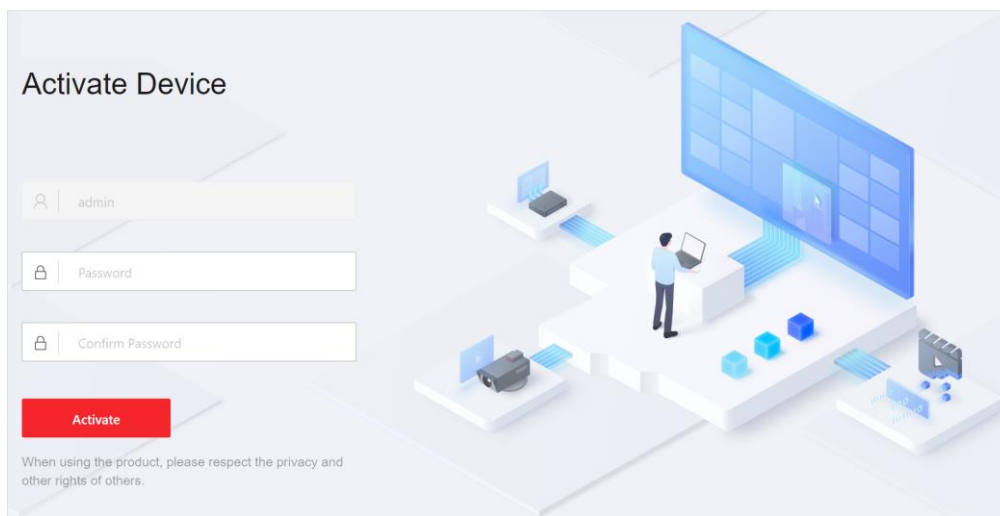 Activate Device
admin
Password
Confirm Password
Activate
When using the product, please respect the privacy and
other rights of others.